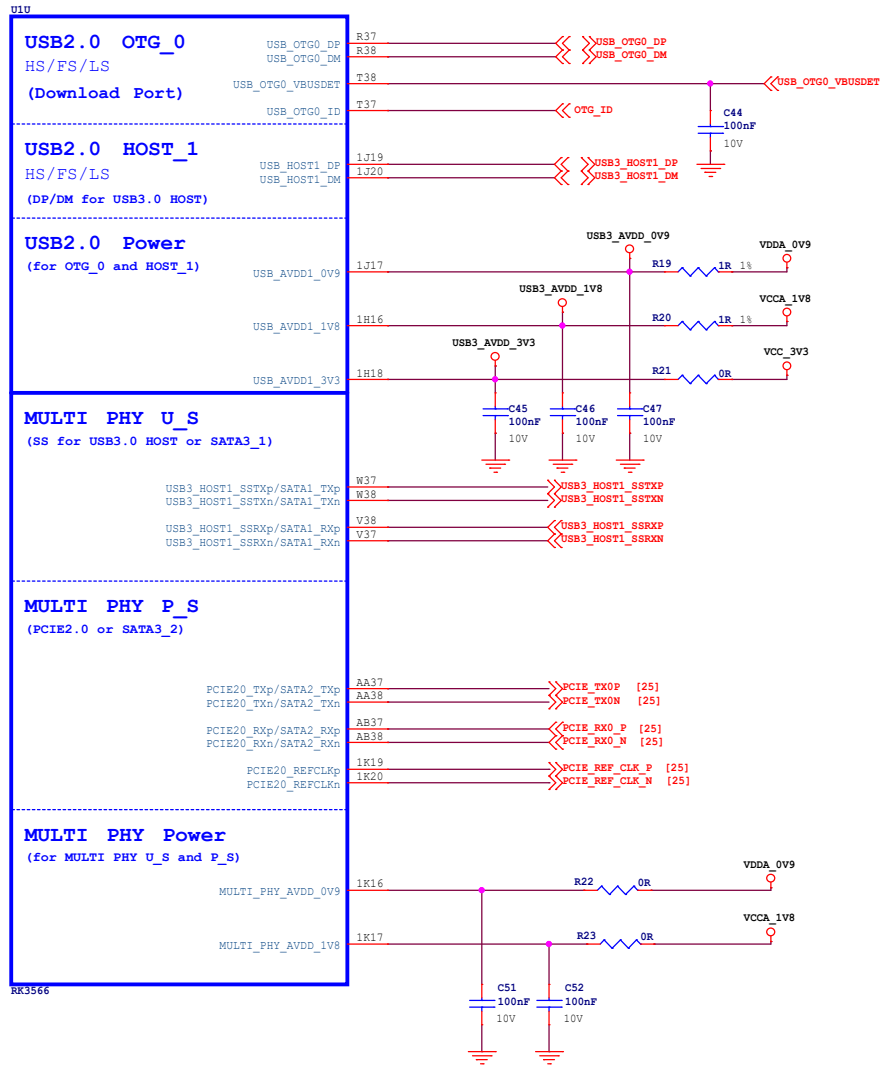 U1U
USB2.0 OTG_0
HS/FS/LS
(Download Port)
USB_OTG0_DP R37 USB_OTG0_DP
USB_OTG0_DM R38 USB_OTG0_DM
USB_OTG0_VBUSDET T38 USB_OTG0_VBUSDET
USB_OTG0_ID T37 OTG_ID
C44
100nF
10V
USB2.0 HOST_1
HS/FS/LS
(DP/DM for USB3.0 HOST)
USB_HOST1_DP 1J19 USB3_HOST1_DP
USB_HOST1_DM 1J20 USB3_HOST1_DM
USB2.0 Power
(for OTG_0 and HOST_1)
USB3_AVDD_0V9 VDDA_0V9
USB_AVDD1_0V9 1J17 R19 1R 1%
USB3_AVDD_1V8 VCCA_1V8
USB_AVDD1_1V8 1H16 R20 1R 1%
USB3_AVDD_3V3 VCC_3V3
USB_AVDD1_3V3 1H18 R21 0R
C45 C46 C47
100nF 100nF 100nF
10V 10V 10V
MULTI PHY U_S
(SS for USB3.0 HOST or SATA3_1)
USB3_HOST1_SSTXp/SATA1_TXp W37 USB3_HOST1_SSTXP
USB3_HOST1_SSTXn/SATA1_TXn W38 USB3_HOST1_SSTXN
USB3_HOST1_SSRXp/SATA1_RXp V38 USB3_HOST1_SSRXP
USB3_HOST1_SSRXn/SATA1_RXn V37 USB3_HOST1_SSRXN
MULTI PHY P_S
(PCIE2.0 or SATA3_2)
PCIE20_TXp/SATA2_TXp AA37 PCIE_TX0P [25]
PCIE20_TXn/SATA2_TXn AA38 PCIE_TX0N [25]
PCIE20_RXp/SATA2_RXp AB37 PCIE_RX0_P [25]
PCIE20_RXn/SATA2_RXn AB38 PCIE_RX0_N [25]
PCIE20_REFCLKp 1K19 PCIE_REF_CLK_P [25]
PCIE20_REFCLKn 1K20 PCIE_REF_CLK_N [25]
MULTI PHY Power
(for MULTI PHY U_S and P_S)
VDDA_0V9
MULTI_PHY_AVDD_0V9 1K16 R22 0R
VCCA_1V8
MULTI_PHY_AVDD_1V8 1K17 R23 0R
RK3566
C51 C52
100nF 100nF
10V 10V